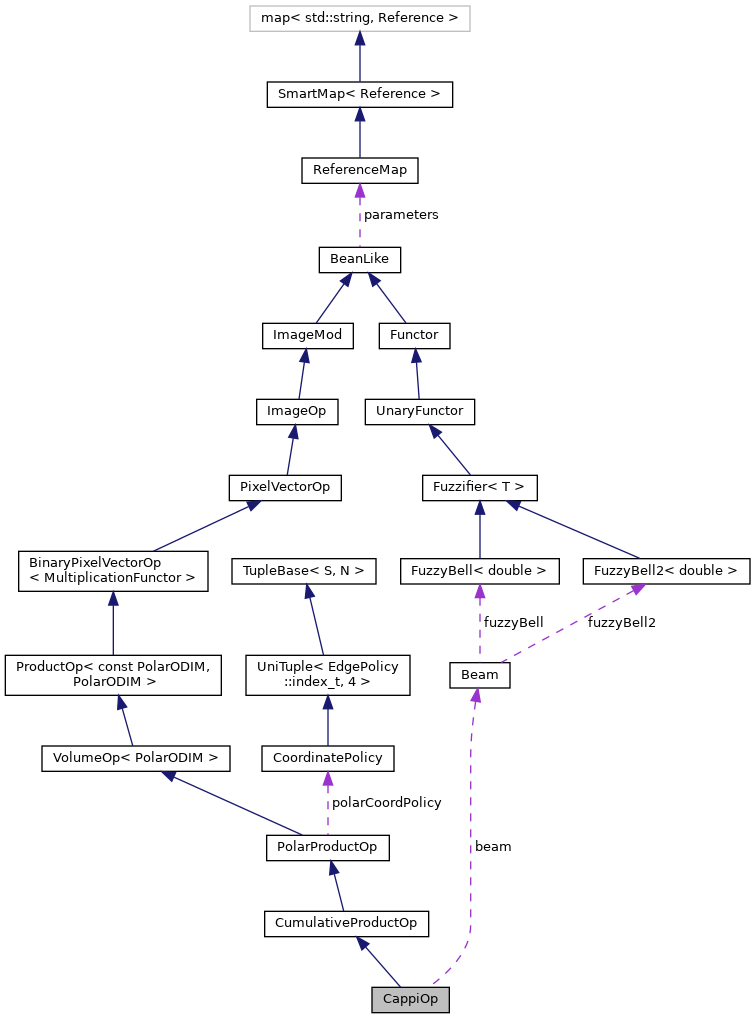 map< std::string, Reference >
SmartMap< Reference >
ReferenceMap
parameters
BeanLike
ImageMod
Functor
ImageOp
UnaryFunctor
PixelVectorOp
Fuzzifier< T >
BinaryPixelVectorOp
< MultiplicationFunctor >
TupleBase< S, N >
FuzzyBell< double >
FuzzyBell2< double >
fuzzyBell
fuzzyBell2
ProductOp< const PolarODIM,
PolarODIM >
UniTuple< EdgePolicy
::index_t, 4 >
Beam
VolumeOp< PolarODIM >
CoordinatePolicy
polarCoordPolicy
PolarProductOp
beam
CumulativeProductOp
CappiOp